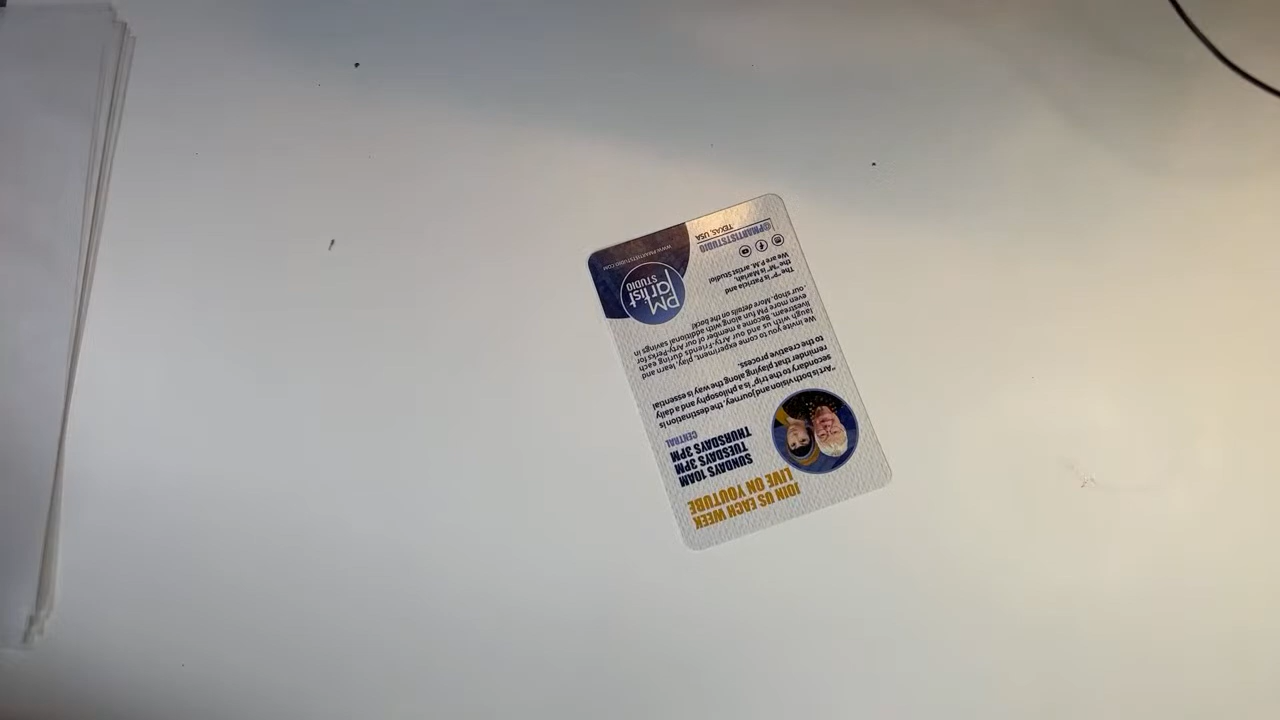 JOIN US EACH WEEK
LIVE ON YOUTUBE
SUNDAYS 10AM
TUESDAYS 3PM
THURSDAYS 3PM
CENTRAL
"Art is both vision and journey, the destination is
secondary to the trip" is a philosophy and a daily
reminder that playing along the way is essential
to the creative process.
We invite you to come experiment, play, learn, and
laugh with us and our Arty-Friends during each
livestream. Become a member of our Arty-Perks for
even more PM fun along with additional savings in
our shop. More details on the back!
The "P" is Patricia and
the "M" is Mariah.
We are P.M. artist Studio!
@PMARTISTSTUDIO
TEXAS, USA
PM
artist
STUDIO
WWW.PMARTISTSTUDIO.COM